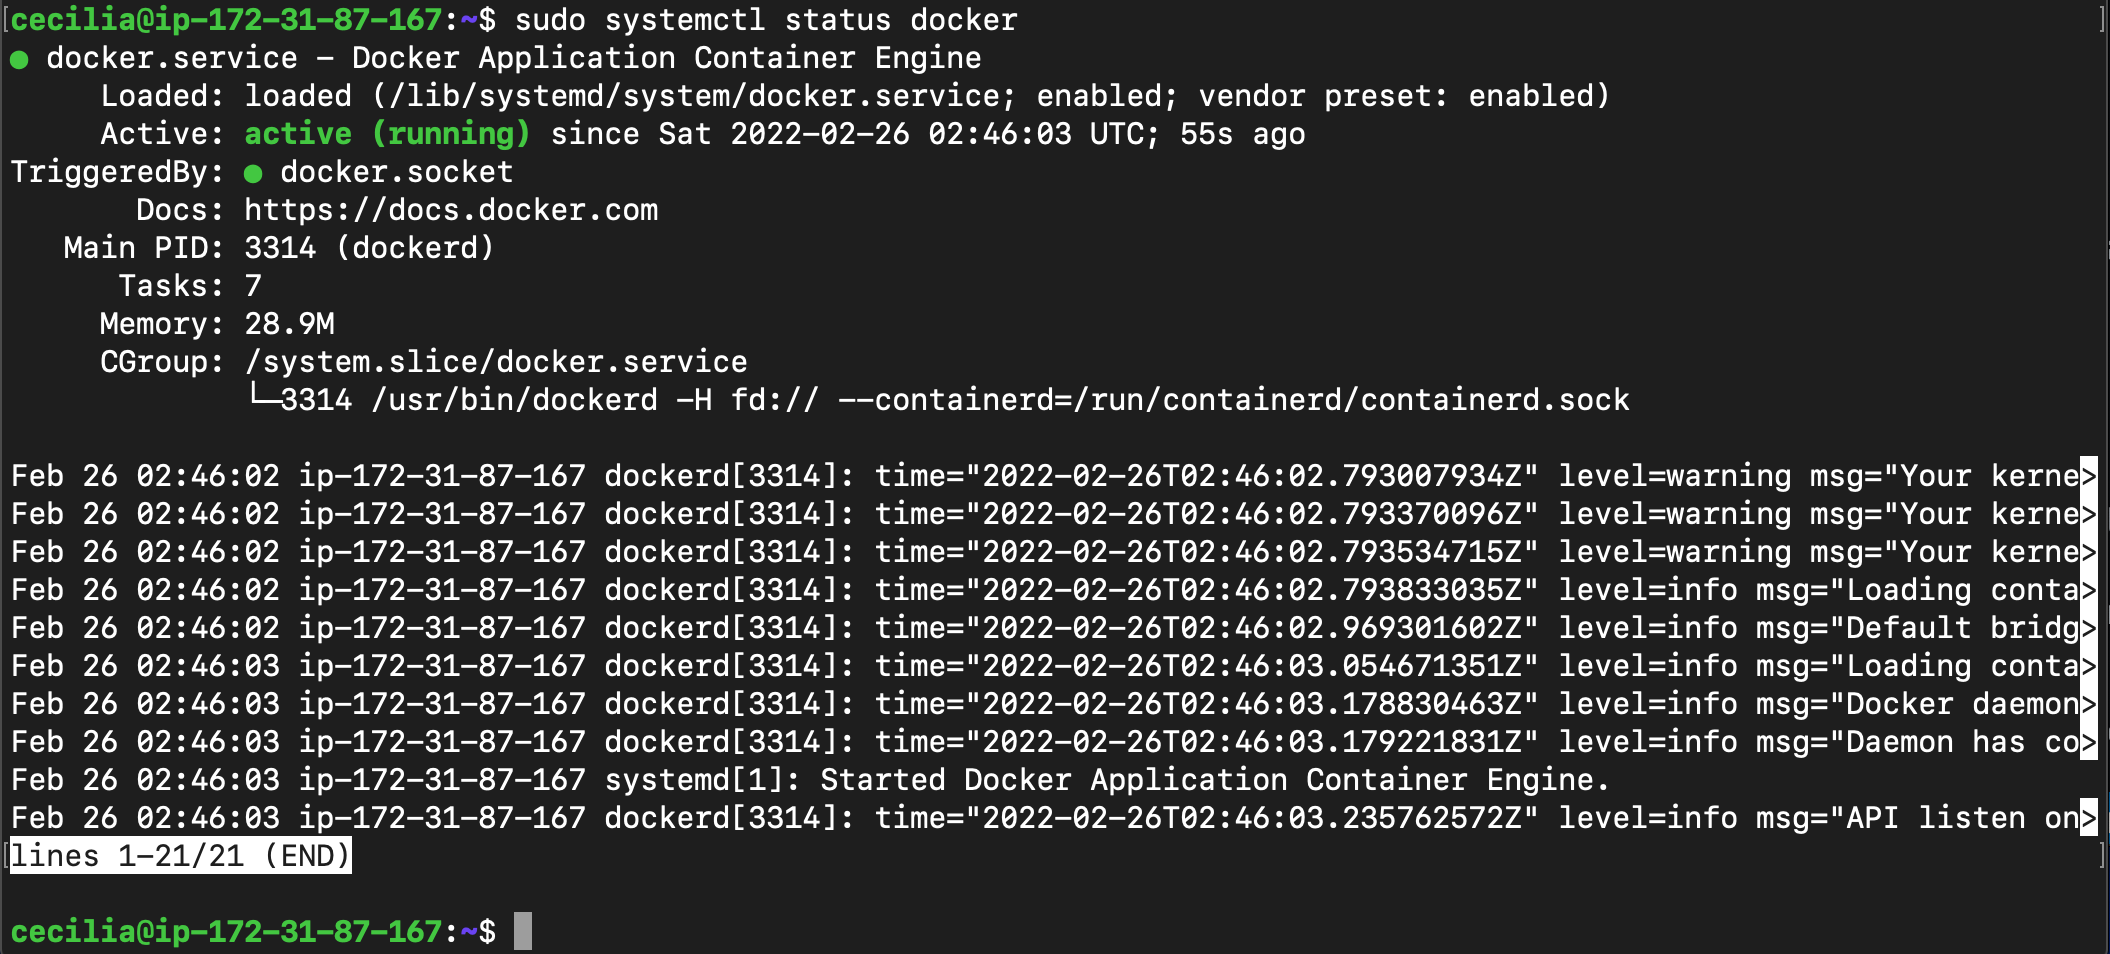 cecilia@ip-172-31-87-167:~$ sudo systemctl status docker
● docker.service - Docker Application Container Engine
     Loaded: loaded (/lib/systemd/system/docker.service; enabled; vendor preset: enabled)
     Active: active (running) since Sat 2022-02-26 02:46:03 UTC; 55s ago
TriggeredBy: ● docker.socket
       Docs: https://docs.docker.com
   Main PID: 3314 (dockerd)
      Tasks: 7
     Memory: 28.9M
     CGroup: /system.slice/docker.service
             └─3314 /usr/bin/dockerd -H fd:// --containerd=/run/containerd/containerd.sock
Feb 26 02:46:02 ip-172-31-87-167 dockerd[3314]: time="2022-02-26T02:46:02.793007934Z" level=warning msg="Your kerne>
Feb 26 02:46:02 ip-172-31-87-167 dockerd[3314]: time="2022-02-26T02:46:02.793370096Z" level=warning msg="Your kerne>
Feb 26 02:46:02 ip-172-31-87-167 dockerd[3314]: time="2022-02-26T02:46:02.793534715Z" level=warning msg="Your kerne>
Feb 26 02:46:02 ip-172-31-87-167 dockerd[3314]: time="2022-02-26T02:46:02.793833035Z" level=info msg="Loading conta>
Feb 26 02:46:02 ip-172-31-87-167 dockerd[3314]: time="2022-02-26T02:46:02.969301602Z" level=info msg="Default bridg>
Feb 26 02:46:03 ip-172-31-87-167 dockerd[3314]: time="2022-02-26T02:46:03.054671351Z" level=info msg="Loading conta>
Feb 26 02:46:03 ip-172-31-87-167 dockerd[3314]: time="2022-02-26T02:46:03.178830463Z" level=info msg="Docker daemon>
Feb 26 02:46:03 ip-172-31-87-167 dockerd[3314]: time="2022-02-26T02:46:03.179221831Z" level=info msg="Daemon has co>
Feb 26 02:46:03 ip-172-31-87-167 systemd[1]: Started Docker Application Container Engine.
Feb 26 02:46:03 ip-172-31-87-167 dockerd[3314]: time="2022-02-26T02:46:03.235762572Z" level=info msg="API listen on>
lines 1-21/21 (END)
cecilia@ip-172-31-87-167:~$